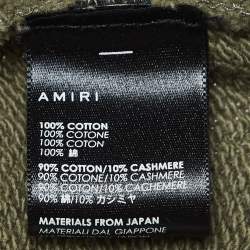 AMIRI
100% COTTON
100% COTONE
100% COTON
100% 綿
90% COTTON/10% CASHMERE
90% COTONE/10% CASHMERE
90% COTON/10% CACHEMERE
90% 綿/10% カシミヤ
MATERIALS FROM JAPAN
MATERIALI DAL GIAPPONE